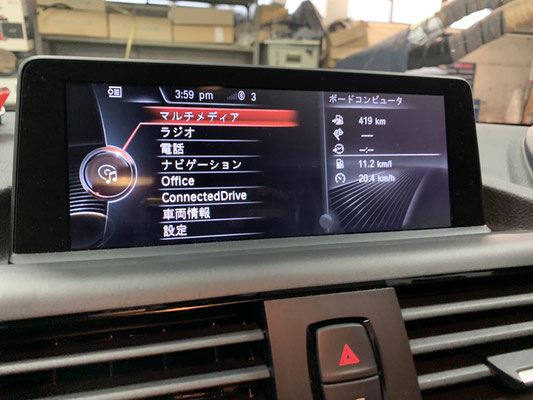 3:59 pm 3
ボードコンピュータ
マルチメディア
ラジオ
電話
ナビゲーション
Office
ConnectedDrive
車両情報
設定
419 km
----
--:--
11.2 km/l
20.4 km/h